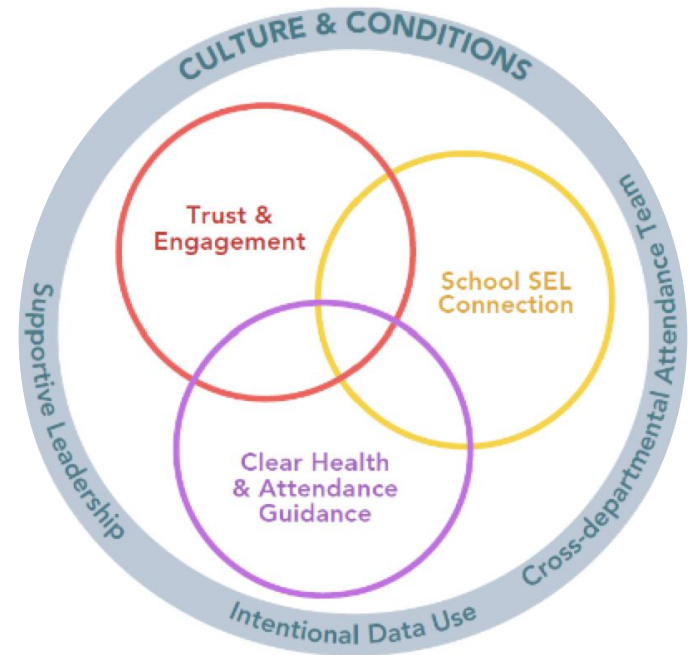 CULTURE & CONDITIONS
Trust &
Engagement
School SEL
Connection
Clear Health
& Attendance
Guidance
Supportive Leadership
Intentional Data Use
Cross-departmental Attendance Team